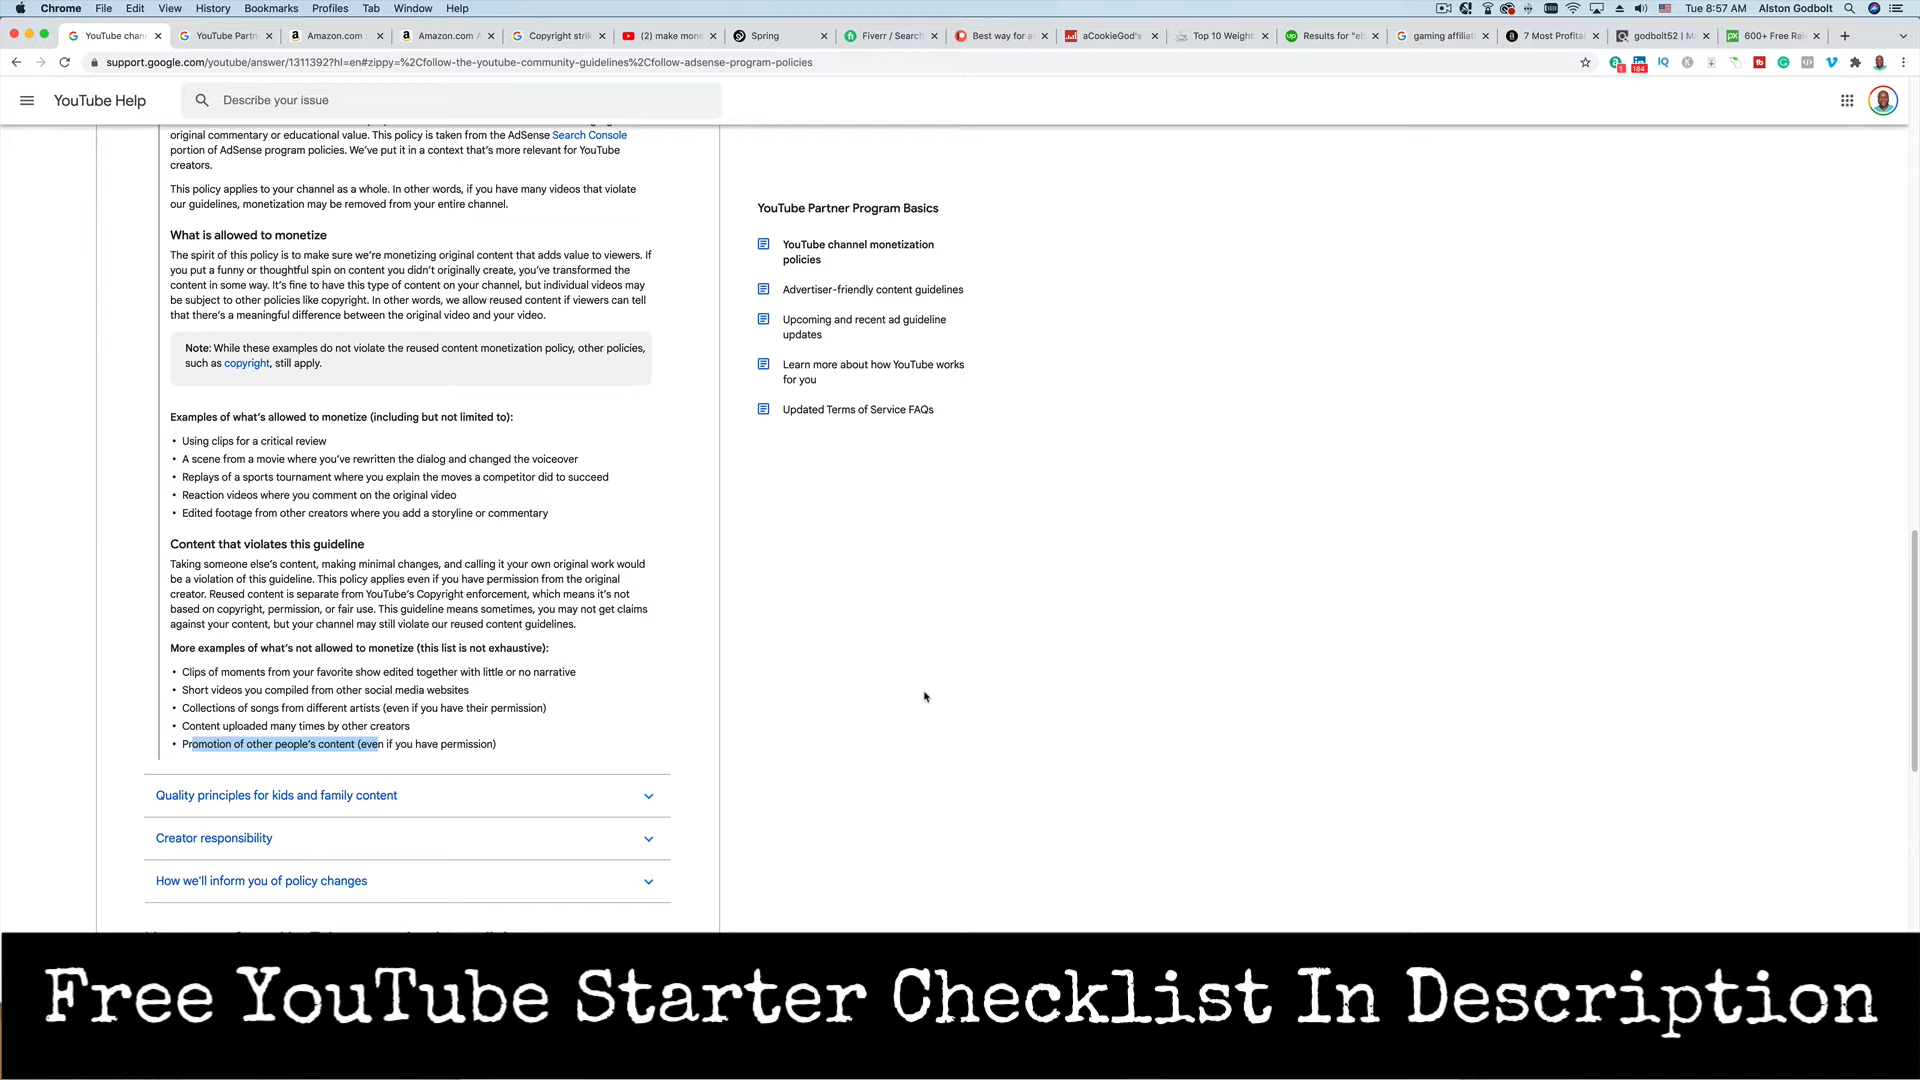 Chrome File Edit View History Bookmarks Profiles Tab Window Help Tue 8:57 AM Alston Godbolt
YouTube chan YouTube Partn Amazon.com : Amazon.com A Copyright strik (2) make mone Spring Fiverr / Search Best way for a aCookieGod's Top 10 Weight Results for "eb gaming affiliat 7 Most Profita godbolt52 | M 600+ Free Rai
support.google.com/youtube/answer/1311392?hl=en#zippy=%2Cfollow-the-youtube-community-guidelines%2Cfollow-adsense-program-policies
1 184 IQ
YouTube Help Describe your issue
original commentary or educational value. This policy is taken from the AdSense Search Console
portion of AdSense program policies. We've put it in a context that's more relevant for YouTube
creators.
This policy applies to your channel as a whole. In other words, if you have many videos that violate
our guidelines, monetization may be removed from your entire channel.
What is allowed to monetize
The spirit of this policy is to make sure we're monetizing original content that adds value to viewers. If
you put a funny or thoughtful spin on content you didn't originally create, you've transformed the
content in some way. It's fine to have this type of content on your channel, but individual videos may
be subject to other policies like copyright. In other words, we allow reused content if viewers can tell
that there's a meaningful difference between the original video and your video.
Note: While these examples do not violate the reused content monetization policy, other policies,
such as copyright, still apply.
Examples of what's allowed to monetize (including but not limited to):
• Using clips for a critical review
• A scene from a movie where you've rewritten the dialog and changed the voiceover
• Replays of a sports tournament where you explain the moves a competitor did to succeed
• Reaction videos where you comment on the original video
• Edited footage from other creators where you add a storyline or commentary
Content that violates this guideline
Taking someone else's content, making minimal changes, and calling it your own original work would
be a violation of this guideline. This policy applies even if you have permission from the original
creator. Reused content is separate from YouTube's Copyright enforcement, which means it's not
based on copyright, permission, or fair use. This guideline means sometimes, you may not get claims
against your content, but your channel may still violate our reused content guidelines.
More examples of what's not allowed to monetize (this list is not exhaustive):
• Clips of moments from your favorite show edited together with little or no narrative
• Short videos you compiled from other social media websites
• Collections of songs from different artists (even if you have their permission)
• Content uploaded many times by other creators
• Promotion of other people's content (even if you have permission)
Quality principles for kids and family content
Creator responsibility
How we'll inform you of policy changes
YouTube Partner Program Basics
YouTube channel monetization
policies
Advertiser-friendly content guidelines
Upcoming and recent ad guideline
updates
Learn more about how YouTube works
for you
Updated Terms of Service FAQs
Free YouTube Starter Checklist In Description